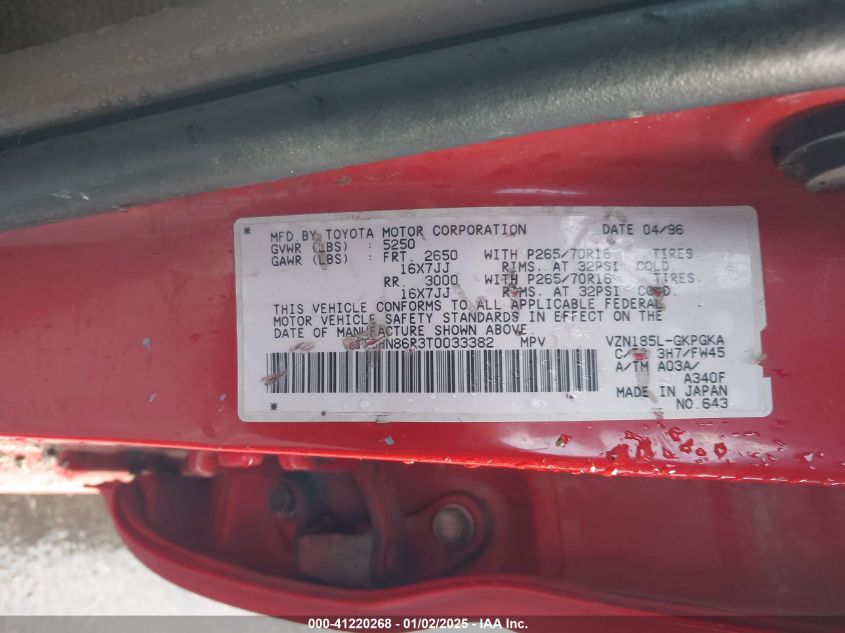 * MFD.BY TOYOTA MOTOR CORPORATION DATE 04/96
GVWR (LBS) : 5250
GAWR (LBS) : FRT. 2650 WITH P265/70R16 TIRES
16X7JJ RIMS. AT 32PSI COLD
RR. 3000 WITH P265/70R16 TIRES
16X7JJ RIMS. AT 32PSI COLD
THIS VEHICLE CONFORMS TO ALL APPLICABLE FEDERAL
MOTOR VEHICLE SAFETY STANDARDS IN EFFECT ON THE
DATE OF MANUFACTURE SHOWN ABOVE.
MPV VZN185L-GKPGKA
3H7/FW45
A/TM A03A/
A340F
MADE IN JAPAN
* NO.643
000-41220268 - 01/02/2025 - IAA Inc.